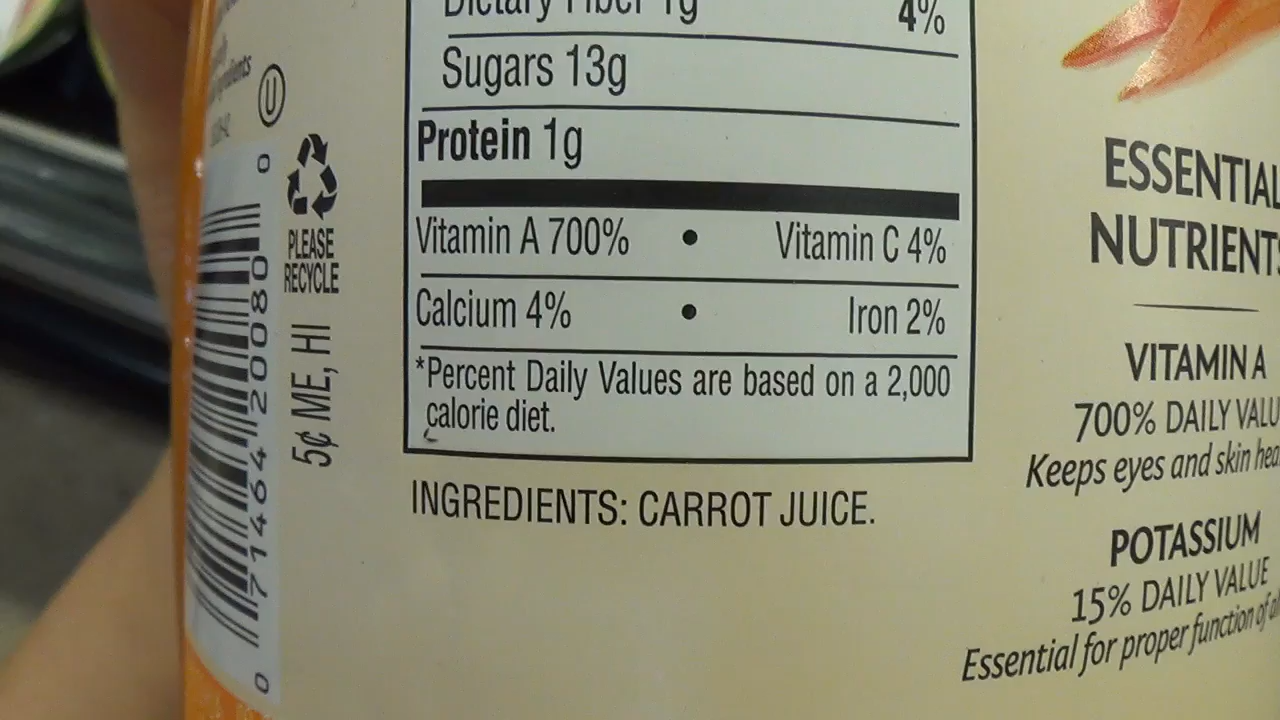 Dietary Fiber 1g 4%
Sugars 13g
Protein 1g
Vitamin A 700% • Vitamin C 4%
Calcium 4% • Iron 2%
*Percent Daily Values are based on a 2,000
calorie diet.
INGREDIENTS: CARROT JUICE.
U
PLEASE
RECYCLE
5¢ ME, HI
0 71464 20080 0
ESSENTIAL
NUTRIENTS
VITAMIN A
700% DAILY VALU
Keeps eyes and skin hea
POTASSIUM
15% DAILY VALUE
Essential for proper function of